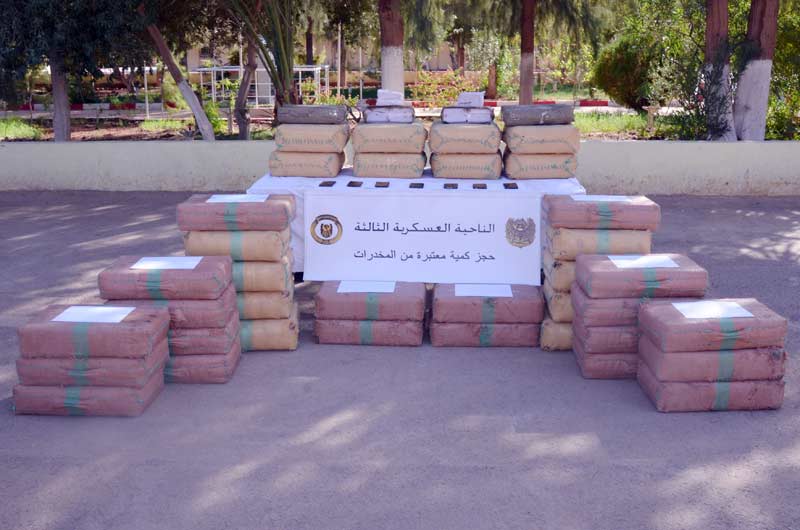 الناحية العسكرية الثالثة
حجز كمية معتبرة من المخدرات